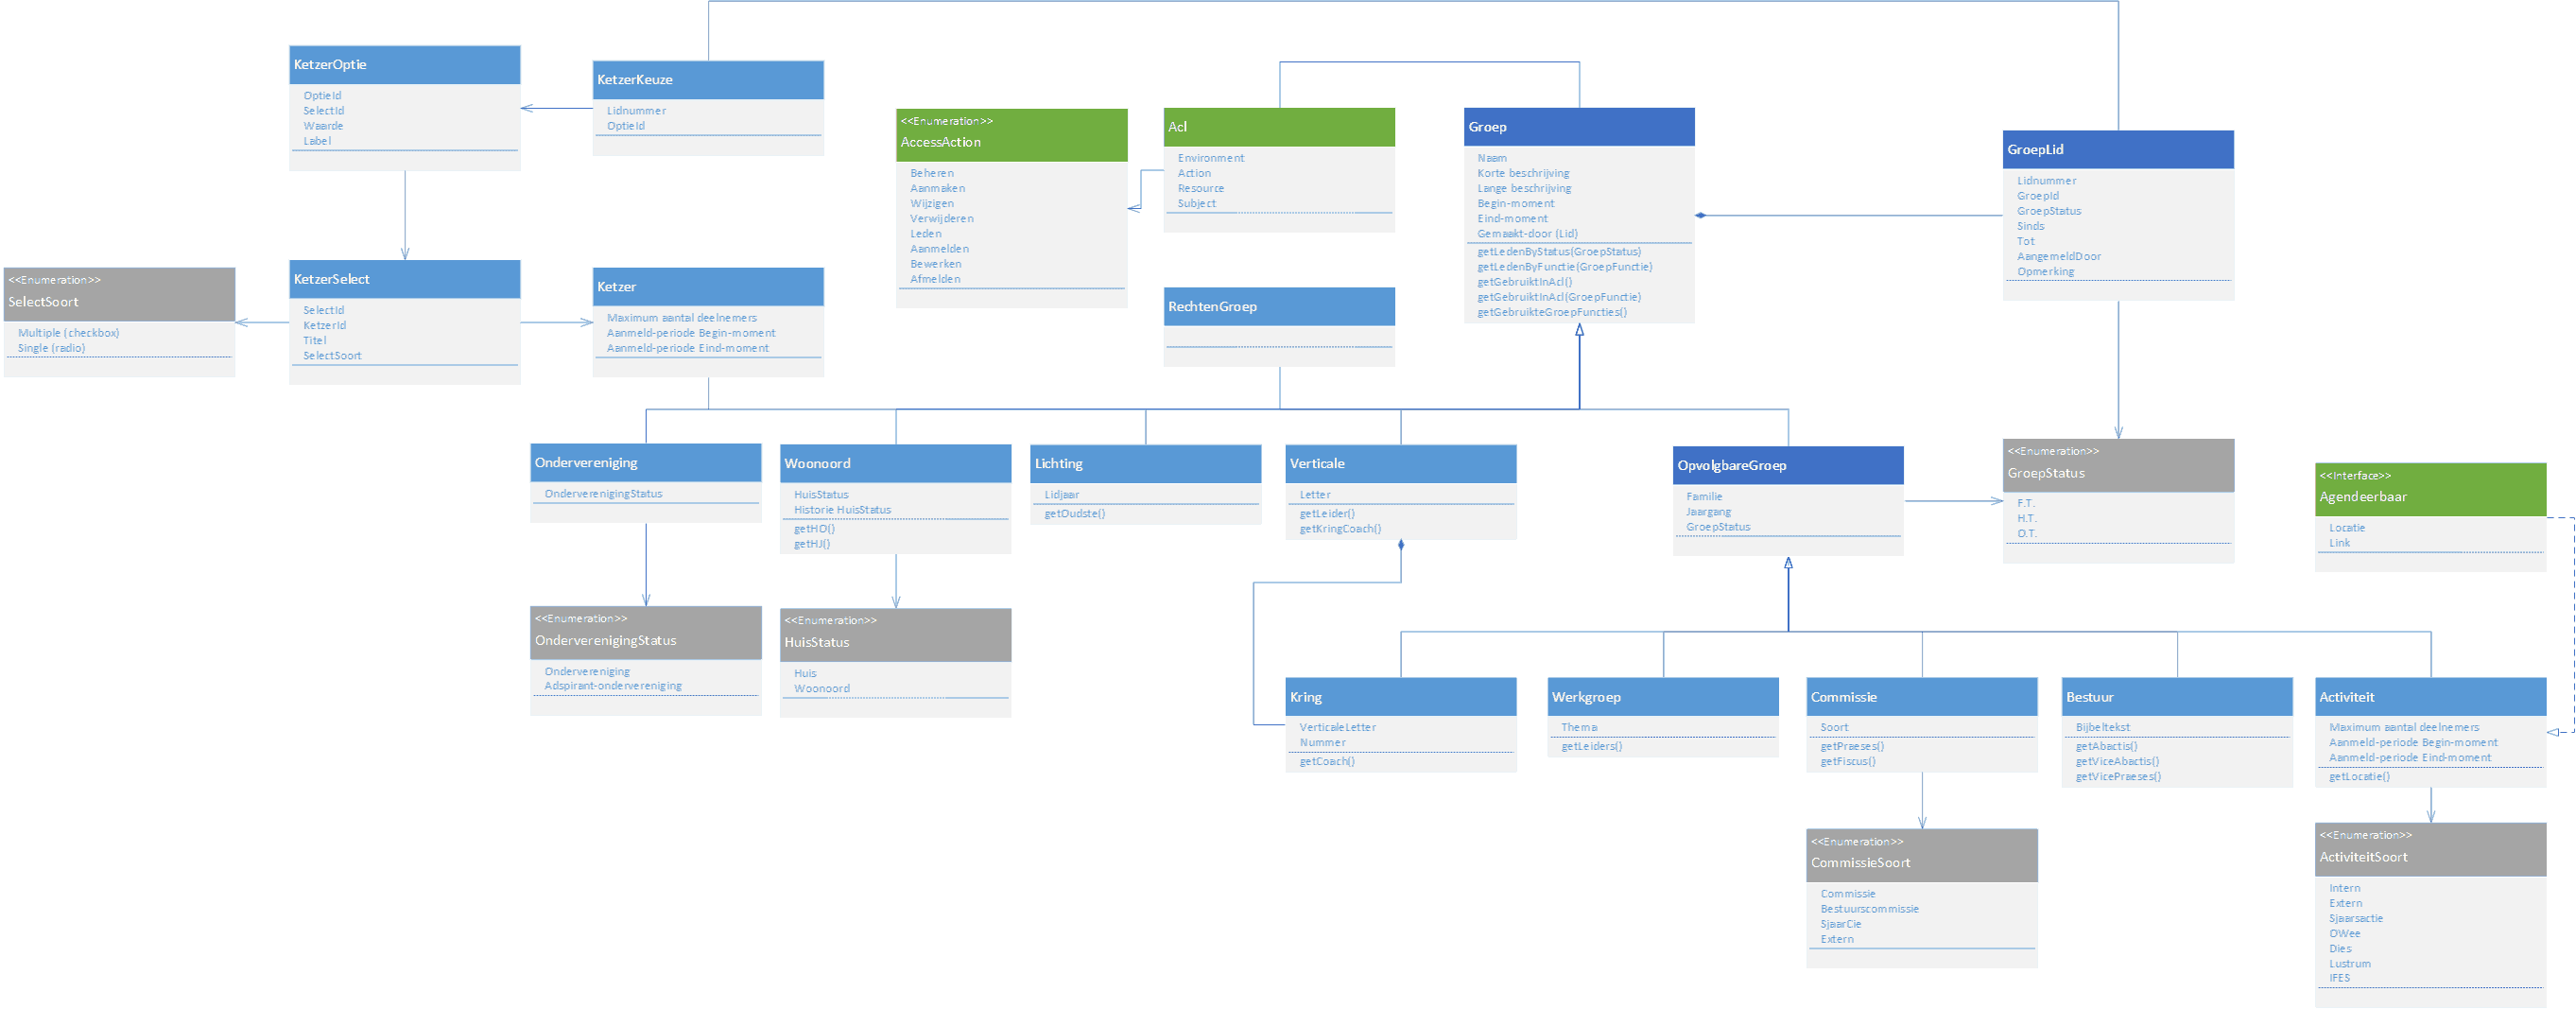 KetzerOptie
OptieId
SelectId
Waarde
Label
KetzerKeuze
Lidnummer
OptieId
<<Enumeration>>
AccessAction
Beheren
Aanmaken
Wijzigen
Verwijderen
Leden
Aanmelden
Bewerken
Afmelden
Acl
Environment
Action
Resource
Subject
Groep
Naam
Korte beschrijving
Lange beschrijving
Begin-moment
Eind-moment
Gemaakt-door (Lid)
getLedenByStatus(GroepStatus)
getLedenByFunctie(GroepFunctie)
getGebruiktInAcl()
getGebruiktInAcl(GroepFunctie)
getGebruikteGroepFuncties()
GroepLid
Lidnummer
GroepId
GroepStatus
Sinds
Tot
AangemeldDoor
Opmerking
<<Enumeration>>
SelectSoort
Multiple (checkbox)
Single (radio)
KetzerSelect
SelectId
KetzerId
Titel
SelectSoort
Ketzer
Maximum aantal deelnemers
Aanmeld-periode Begin-moment
Aanmeld-periode Eind-moment
RechtenGroep
Ondervereniging
OnderverenigingStatus
Woonoord
HuisStatus
Historie HuisStatus
getHO()
getHJ()
Lichting
Lidjaar
getOudste()
Verticale
Letter
getLeider()
getKringCoach()
OpvolgbareGroep
Familie
Jaargang
GroepStatus
<<Enumeration>>
GroepStatus
F.T.
H.T.
O.T.
<<Interface>>
Agendeerbaar
Locatie
Link
<<Enumeration>>
OnderverenigingStatus
Ondervereniging
Adspirant-ondervereniging
<<Enumeration>>
HuisStatus
Huis
Woonoord
Kring
VerticaleLetter
Nummer
getCoach()
Werkgroep
Thema
getLeiders()
Commissie
Soort
getPraeses()
getFiscus()
Bestuur
Bijbeltekst
getAbactis()
getViceAbactis()
getVicePraeses()
Activiteit
Maximum aantal deelnemers
Aanmeld-periode Begin-moment
Aanmeld-periode Eind-moment
getLocatie()
<<Enumeration>>
CommissieSoort
Commissie
Bestuurscommissie
SjaarCie
Extern
<<Enumeration>>
ActiviteitSoort
Intern
Extern
Sjaarsactie
OWee
Dies
Lustrum
IFES